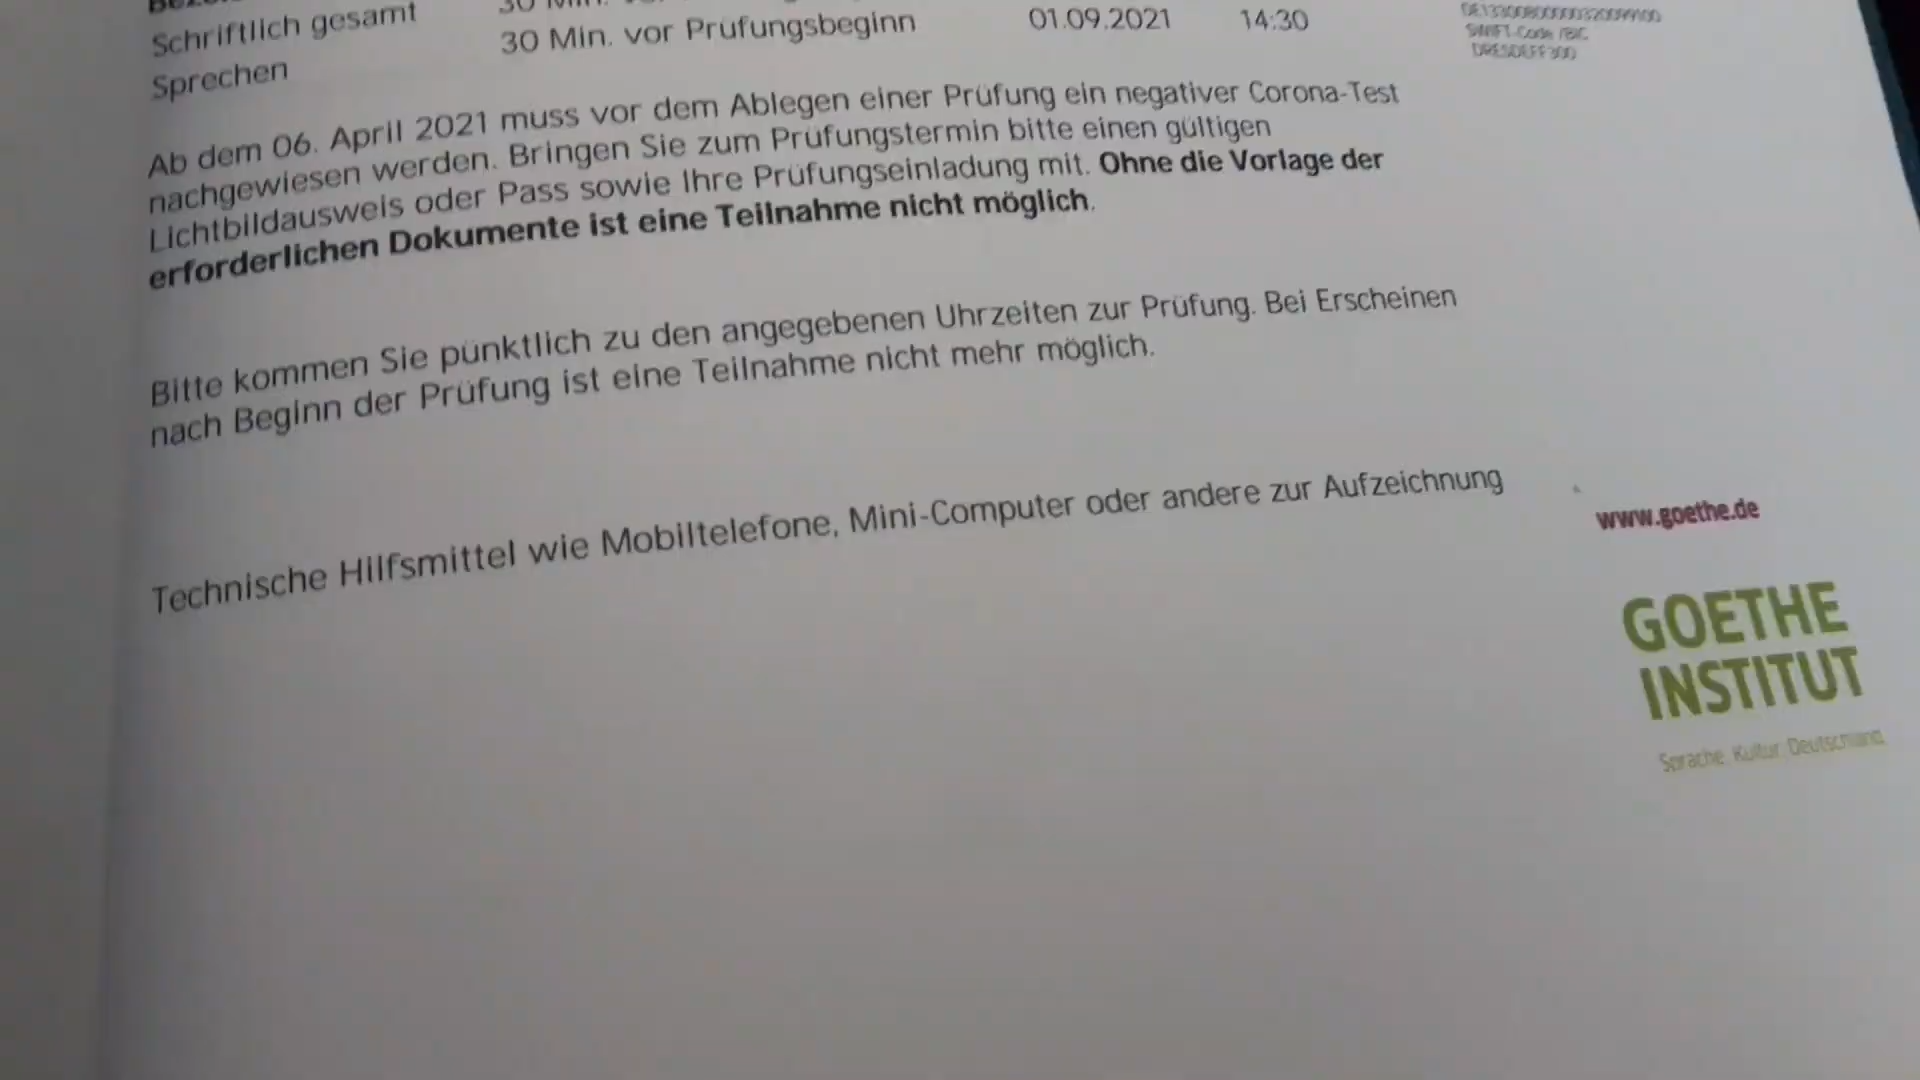 Schriftlich gesamt
30 Min. vor Prüfungsbeginn 01.09.2021 14:30
Sprechen
SWIFT-Code /BIC
DRESDEFF300
Ab dem 06. April 2021 muss vor dem Ablegen einer Prüfung ein negativer Corona-Test
nachgewiesen werden. Bringen Sie zum Prüfungstermin bitte einen gültigen
Lichtbildausweis oder Pass sowie Ihre Prüfungseinladung mit. Ohne die Vorlage der
erforderlichen Dokumente ist eine Teilnahme nicht möglich.
Bitte kommen Sie pünktlich zu den angegebenen Uhrzeiten zur Prüfung. Bei Erscheinen
nach Beginn der Prüfung ist eine Teilnahme nicht mehr möglich.
Technische Hilfsmittel wie Mobiltelefone, Mini-Computer oder andere zur Aufzeichnung
www.goethe.de
GOETHE
INSTITUT
Sprache. Kultur. Deutschland.